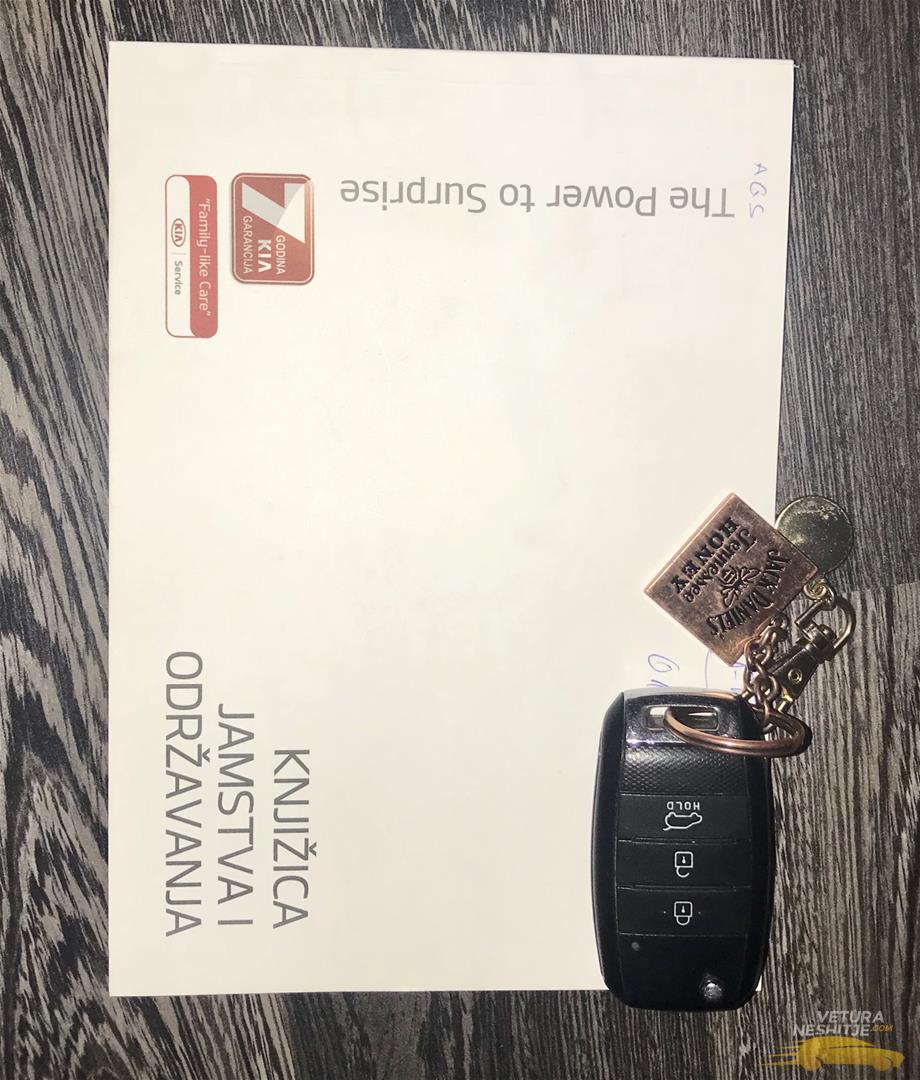 The Power to Surprise
AGS
7
GODINA
KIA
GARANCIJA
"Family-like Care"
KIA
Service
KNJIŽICA
JAMSTVA I
ODRŽAVANJA
JACK DANIEL'S
Tennessee
HONEY
HOLD
VETURA
NESHITJE.COM